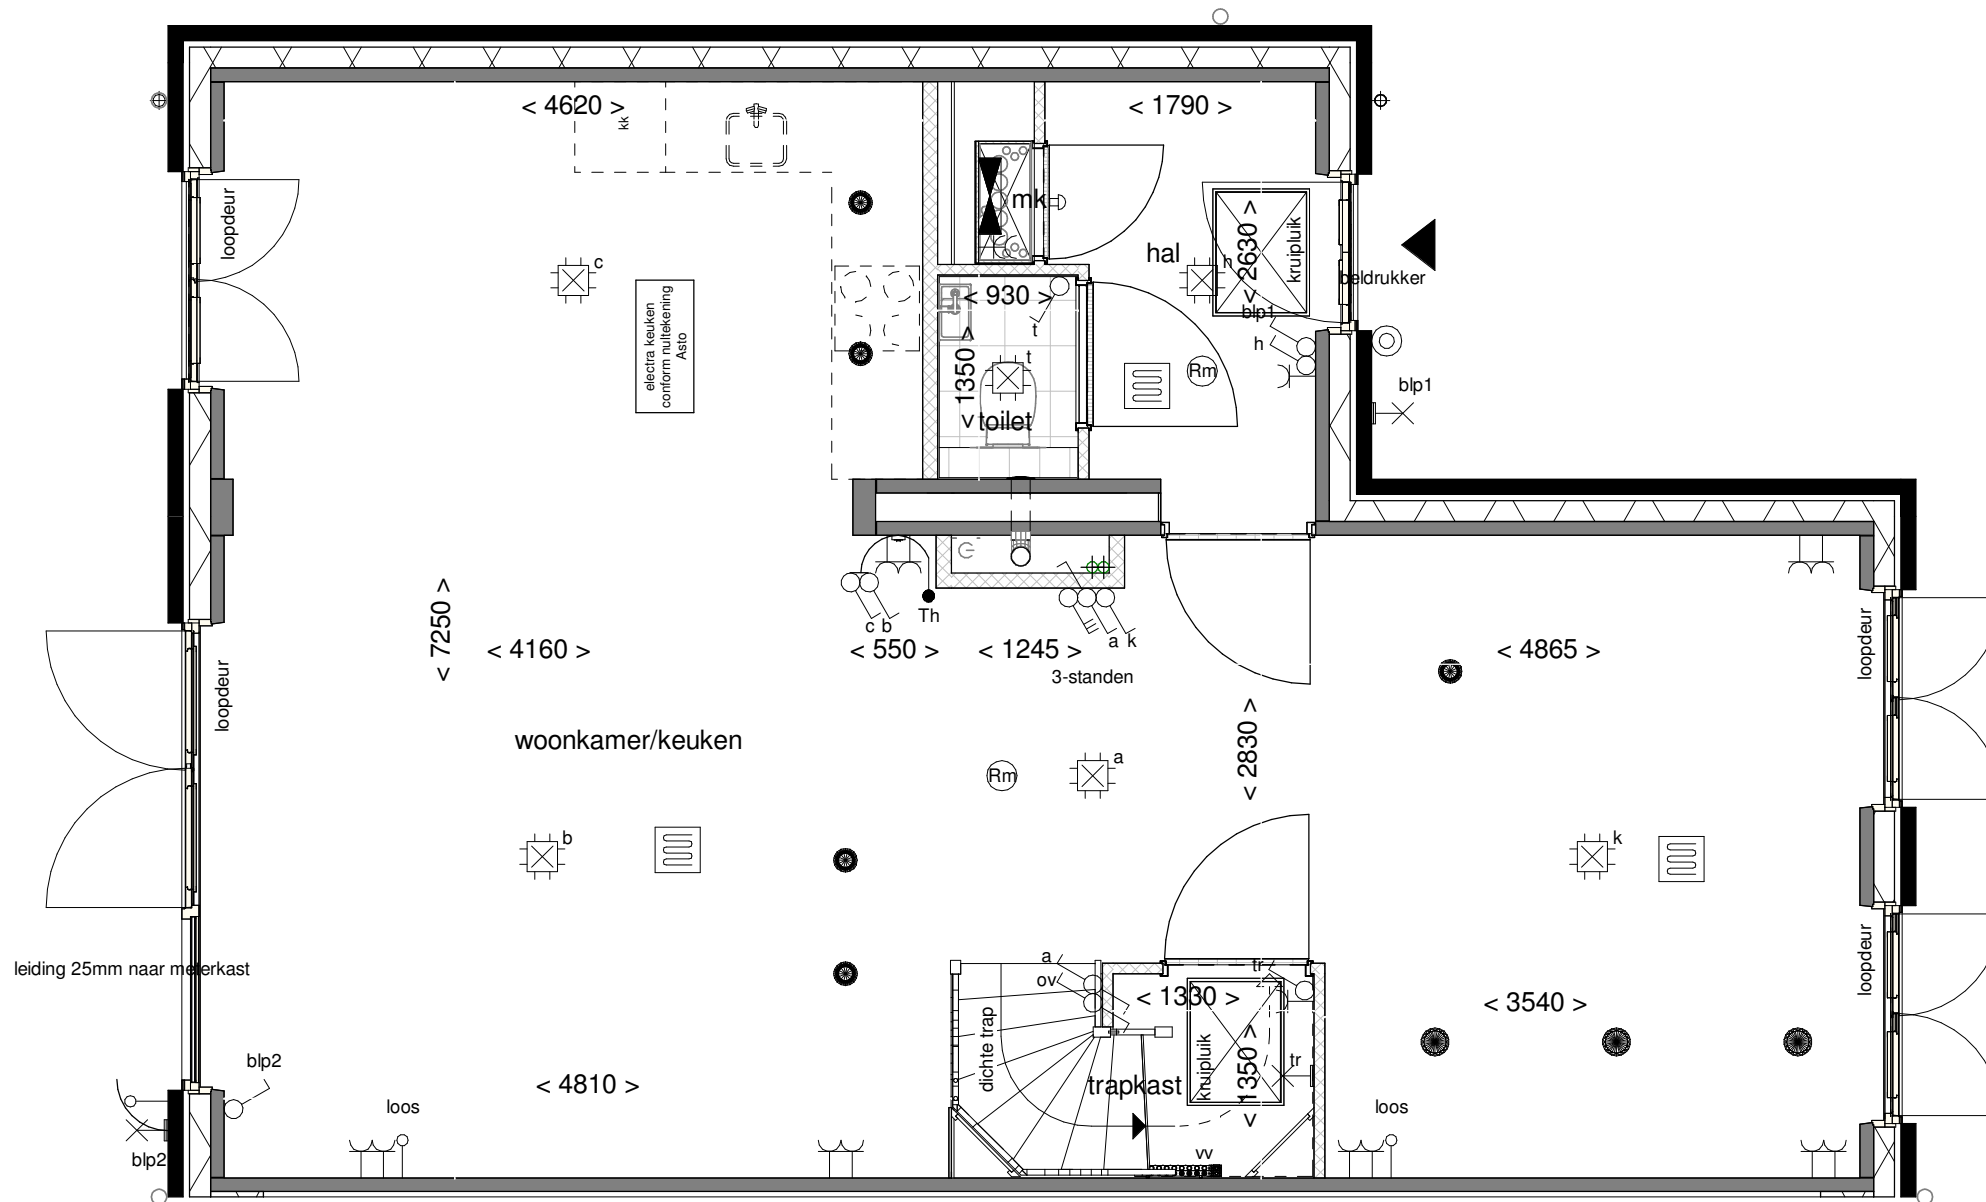 < 4620 >
kk
< 1790 >
loopdeur
mk
hal
h
< 2630 >
kruipluik
beldrukker
c
electra keuken
conform nultekening
Asto
< 930 >
t
blp1
h
< 1350 >
t
Rm
blp1
toilet
c b
Th
a k
< 7250 >
< 4160 >
< 550 >
< 1245 >
3-standen
< 4865 >
loopdeur
loopdeur
woonkamer/keuken
< 2830 >
Rm
a
b
k
leiding 25mm naar meterkast
a
ov
tr
< 1330 >
< 3540 >
loopdeur
dichte trap
kruipluik
< 1350 >
tr
blp2
< 4810 >
trapkast
loos
loos
blp2
vv